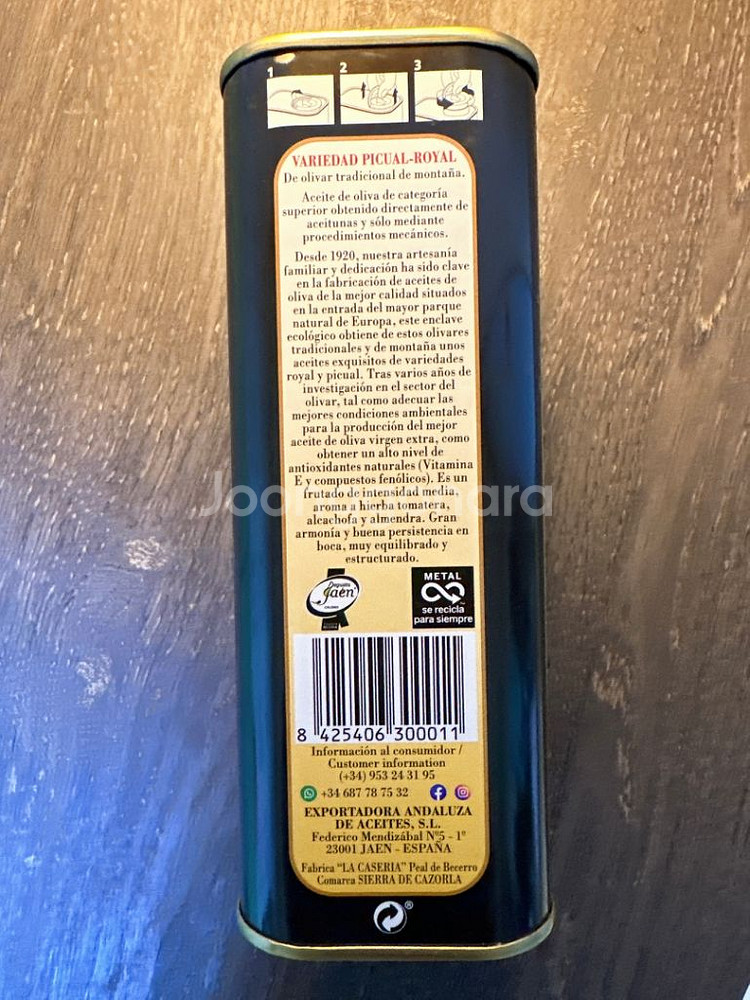 1 2 3
VARIEDAD PICUAL-ROYAL
De olivar tradicional de montaña.
Aceite de oliva de categoría
superior obtenido directamente de
aceitunas y sólo mediante
procedimientos mecánicos.
Desde 1920, nuestra artesanía
familiar y dedicación ha sido clave
en la fabricación de aceites de
oliva de la mejor calidad situados
en la entrada del mayor parque
natural de Europa, este enclave
ecológico obtiene de estos olivares
tradicionales y de montaña unos
aceites exquisitos de variedades
royal y picual. Tras varios años de
investigación en el sector del
olivar, tal como adecuar las
mejores condiciones ambientales
para la producción del mejor
aceite de oliva virgen extra, como
obtener un alto nivel de
antioxidantes naturales (Vitamina
E y compuestos fenólicos). Es un
frutado de intensidad media,
aroma a hierba tomatera,
alcachofa y almendra. Gran
armonía y buena persistencia en
boca, muy equilibrado y
estructurado.
Degusta
Jaén
METAL
se recicla
para siempre
8 425406 300011
Información al consumidor /
Customer information
(+34) 953 24 31 95
+34 687 78 75 32
EXPORTADORA ANDALUZA
DE ACEITES, S.L.
Federico Mendizábal Nº5 - 1º
23001 JAEN - ESPAÑA
Fabrica "LA CASERIA" Peal de Becerro
Comarca SIERRA DE CAZORLA
®